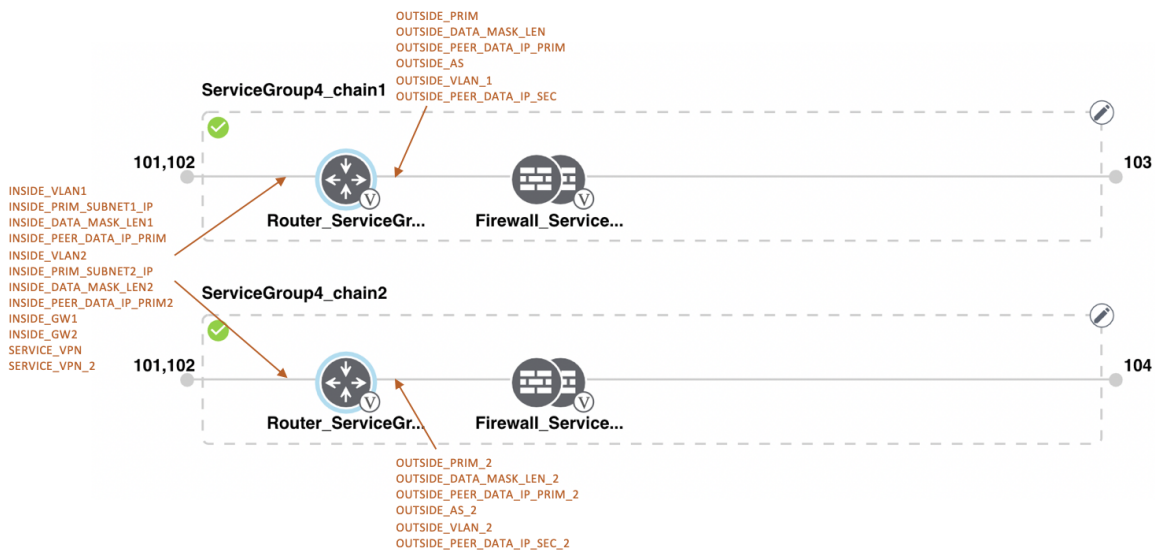 OUTSIDE_PRIM
OUTSIDE_DATA_MASK_LEN
OUTSIDE_PEER_DATA_IP_PRIM
OUTSIDE_AS
OUTSIDE_VLAN_1
OUTSIDE_PEER_DATA_IP_SEC
ServiceGroup4_chain1
101,102
103
V
V
Router_ServiceGr...
Firewall_Service...
INSIDE_VLAN1
INSIDE_PRIM_SUBNET1_IP
INSIDE_DATA_MASK_LEN1
INSIDE_PEER_DATA_IP_PRIM
INSIDE_VLAN2
INSIDE_PRIM_SUBNET2_IP
INSIDE_DATA_MASK_LEN2
INSIDE_PEER_DATA_IP_PRIM2
INSIDE_GW1
INSIDE_GW2
SERVICE_VPN
SERVICE_VPN_2
ServiceGroup4_chain2
101,102
104
V
V
Router_ServiceGr...
Firewall_Service...
OUTSIDE_PRIM_2
OUTSIDE_DATA_MASK_LEN_2
OUTSIDE_PEER_DATA_IP_PRIM_2
OUTSIDE_AS_2
OUTSIDE_VLAN_2
OUTSIDE_PEER_DATA_IP_SEC_2